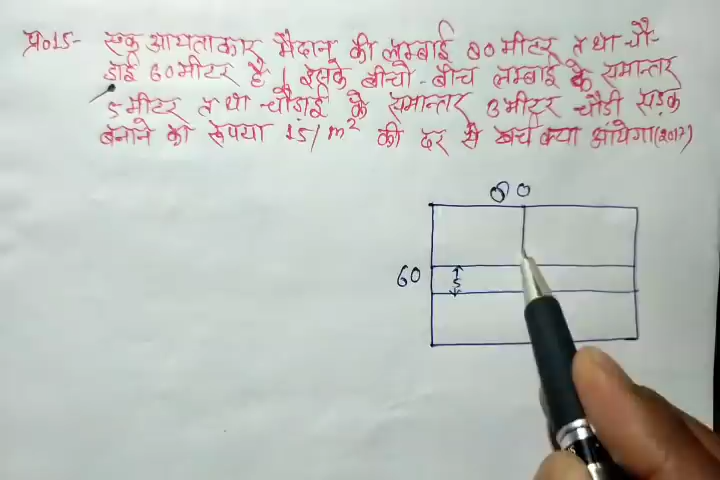 प्र०15- एक आयताकार मैदान की लम्बाई 80 मीटर तथा चौ-
ड़ाई 60 मीटर है। इसके बीचो-बीच लम्बाई के समान्तर
5 मीटर तथा चौड़ाई के समान्तर 3 मीटर चौडी सड़क
बनाने का रूपया 15/m² की दर से खर्च क्या आयेगा (2017)
80
60
5